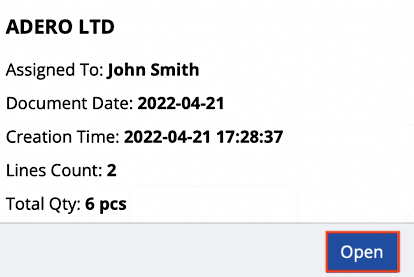 ADERO LTD
Assigned To: John Smith
Document Date: 2022-04-21
Creation Time: 2022-04-21 17:28:37
Lines Count: 2
Total Qty: 6 pcs
Open